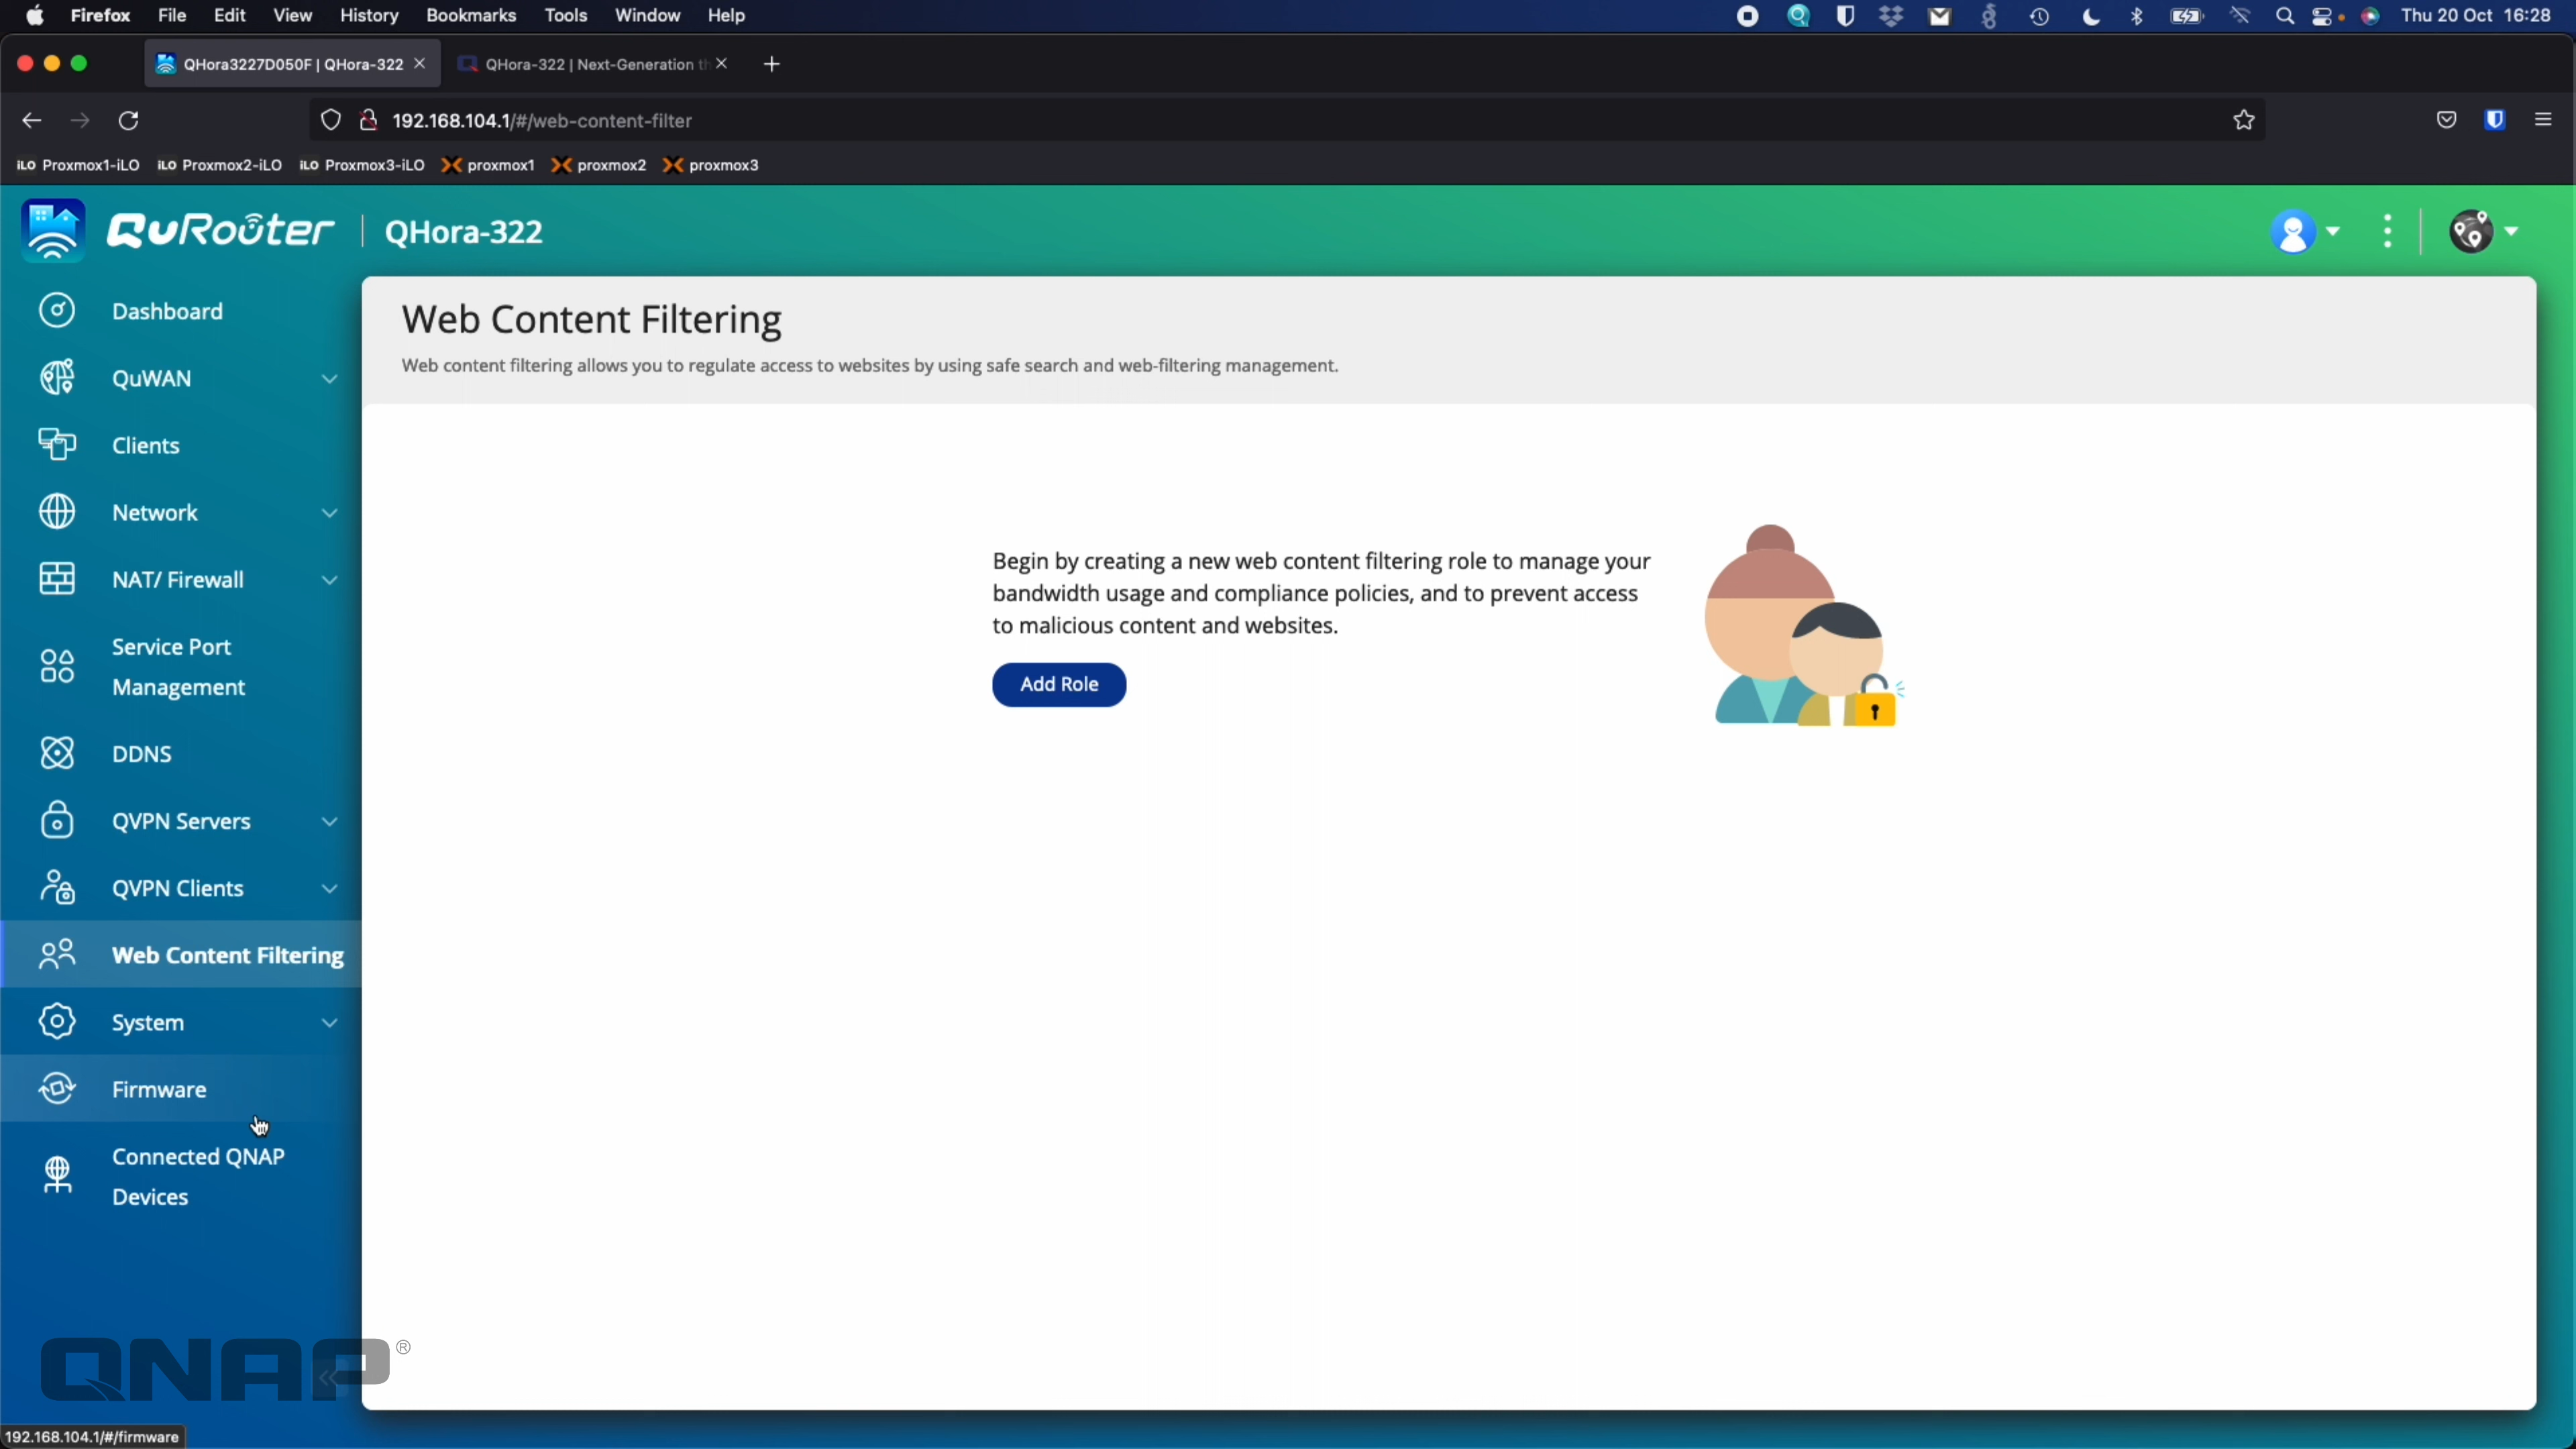 Firefox File Edit View History Bookmarks Tools Window Help Thu 20 Oct 16:28
QHora3227D050F | QHora-322 QHora-322 | Next-Generation th
192.168.104.1/#/web-content-filter
iLO Proxmox1-iLO iLO Proxmox2-iLO iLO Proxmox3-iLO proxmox1 proxmox2 proxmox3
QuRouter QHora-322
Dashboard
QuWAN
Clients
Network
NAT/ Firewall
Service Port
Management
DDNS
QVPN Servers
QVPN Clients
Web Content Filtering
System
Firmware
Connected QNAP
Devices
Web Content Filtering
Web content filtering allows you to regulate access to websites by using safe search and web-filtering management.
Begin by creating a new web content filtering role to manage your
bandwidth usage and compliance policies, and to prevent access
to malicious content and websites.
Add Role
QNAP®
192.168.104.1/#/firmware